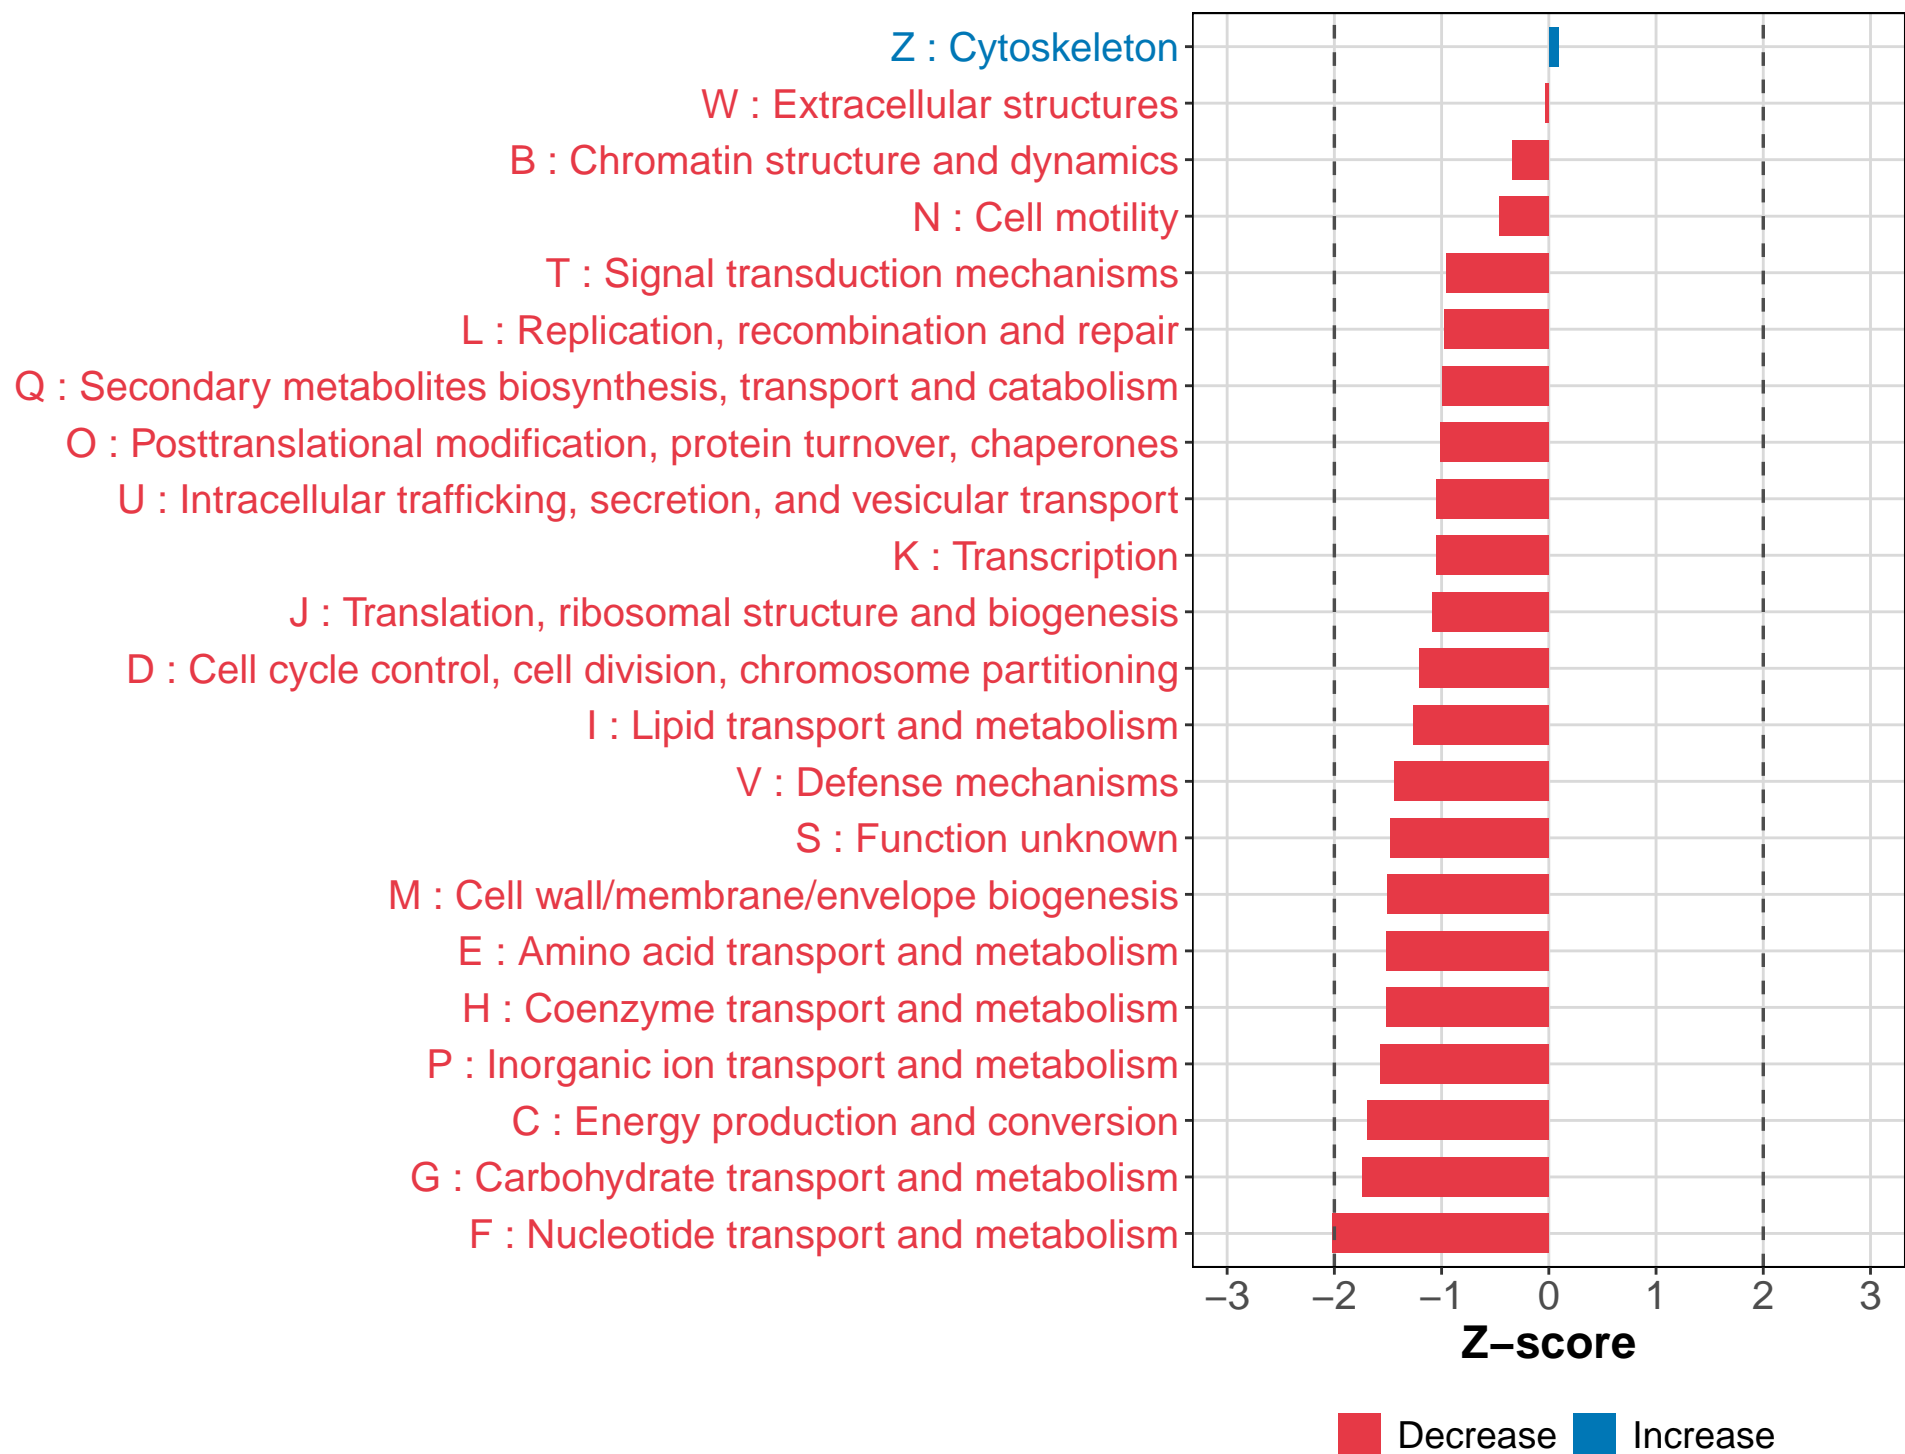 Z : Cytoskeleton
W : Extracellular structures
B : Chromatin structure and dynamics
N : Cell motility
T : Signal transduction mechanisms
L : Replication, recombination and repair
Q : Secondary metabolites biosynthesis, transport and catabolism
O : Posttranslational modification, protein turnover, chaperones
U : Intracellular trafficking, secretion, and vesicular transport
K : Transcription
J : Translation, ribosomal structure and biogenesis
D : Cell cycle control, cell division, chromosome partitioning
I : Lipid transport and metabolism
V : Defense mechanisms
S : Function unknown
M : Cell wall/membrane/envelope biogenesis
E : Amino acid transport and metabolism
H : Coenzyme transport and metabolism
P : Inorganic ion transport and metabolism
C : Energy production and conversion
G : Carbohydrate transport and metabolism
F : Nucleotide transport and metabolism
−3 −2 −1 0 1 2 3
Z−score
Decrease Increase